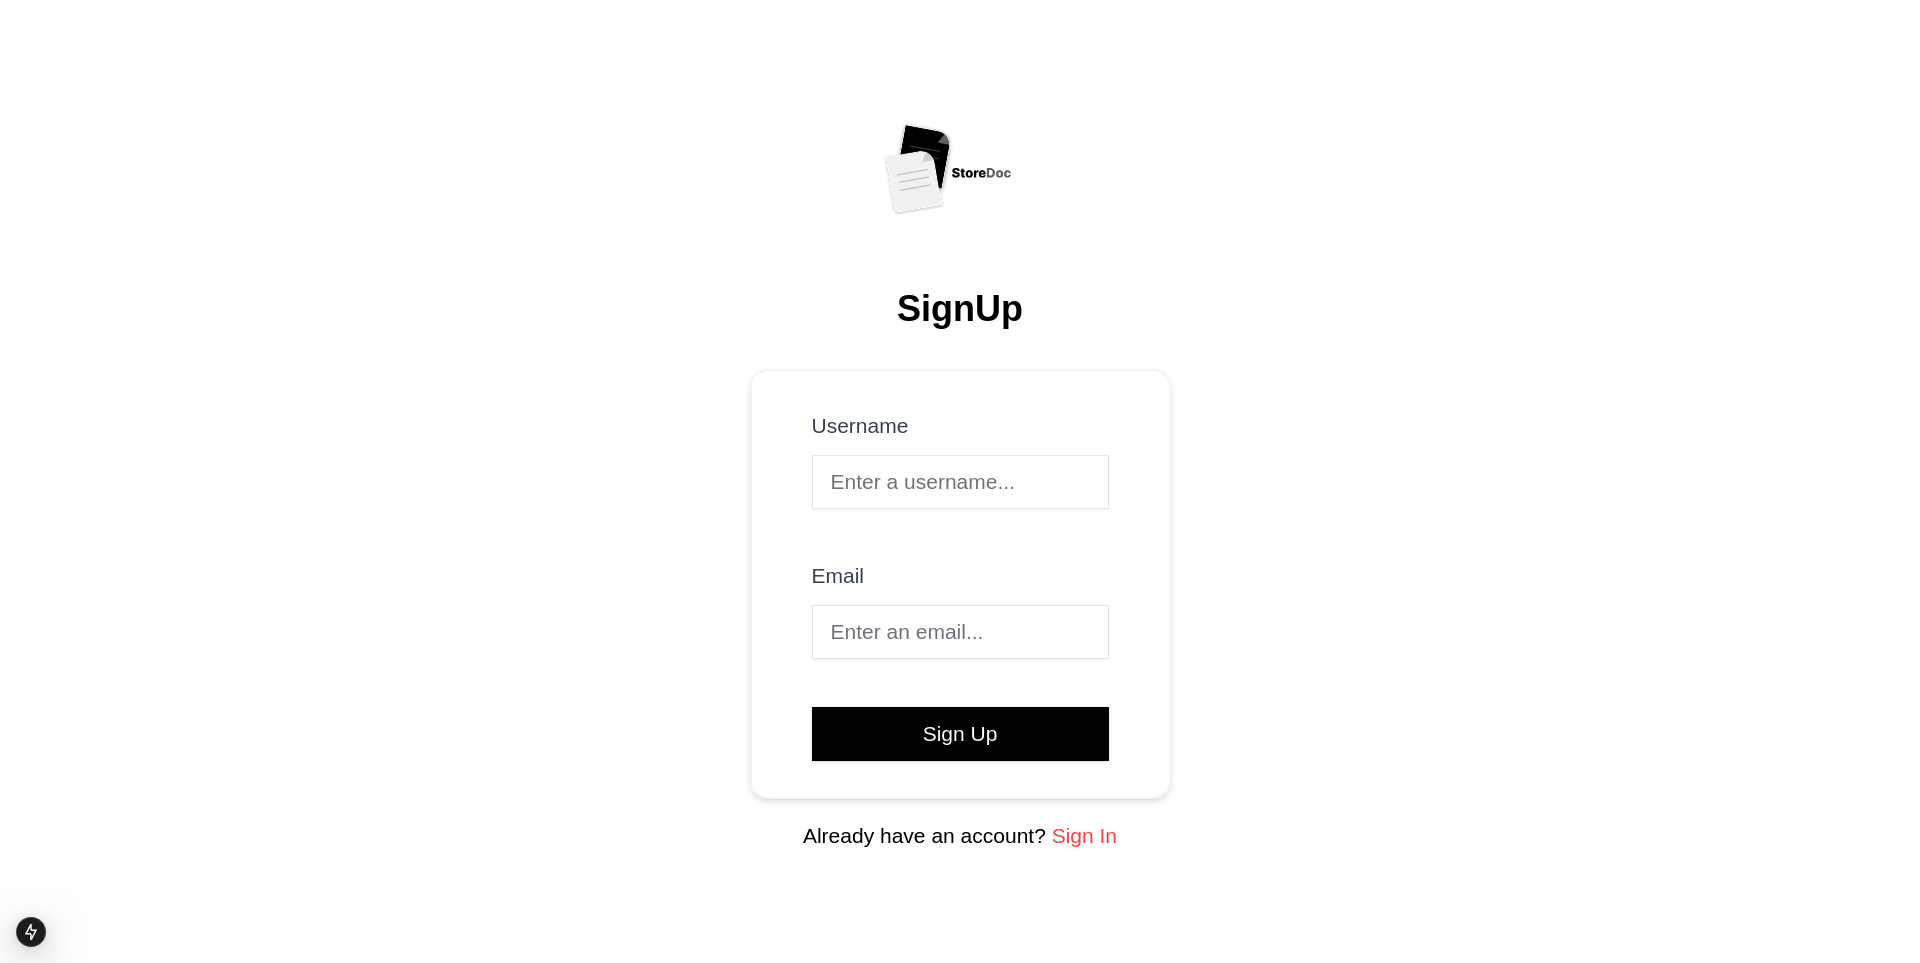 StoreDoc
SignUp
Username
Enter a username...
Email
Enter an email...
Sign Up
Already have an account? Sign In